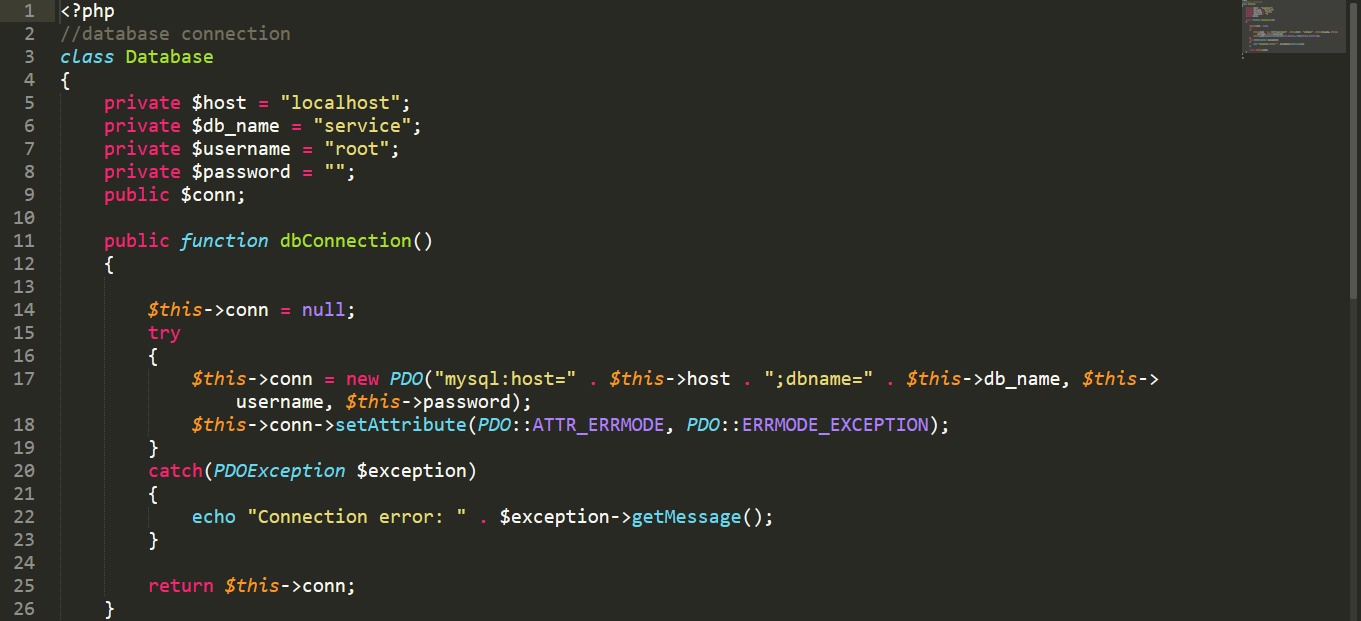 1 <?php
2 //database connection
3 class Database
4 {
5 private $host = "localhost";
6 private $db_name = "service";
7 private $username = "root";
8 private $password = "";
9 public $conn;
10
11 public function dbConnection()
12 {
13
14 $this->conn = null;
15 try
16 {
17 $this->conn = new PDO("mysql:host=" . $this->host . ";dbname=" . $this->db_name, $this->
username, $this->password);
18 $this->conn->setAttribute(PDO::ATTR_ERRMODE, PDO::ERRMODE_EXCEPTION);
19 }
20 catch(PDOException $exception)
21 {
22 echo "Connection error: " . $exception->getMessage();
23 }
24
25 return $this->conn;
26 }